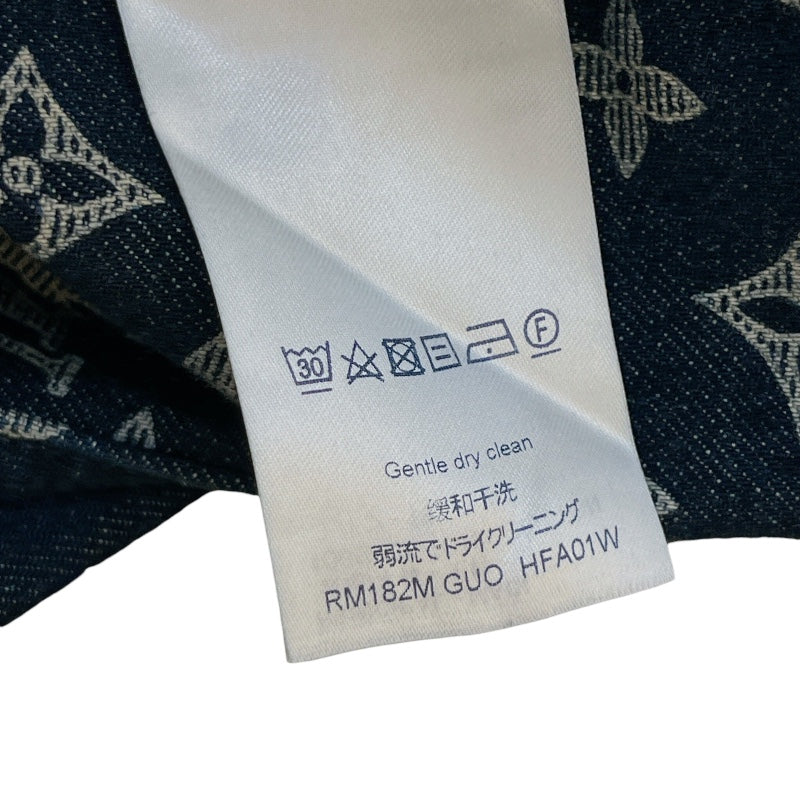 30 F
Gentle dry clean
缓和干洗
弱流でドライクリーニング
RM182M GUO HFA01W